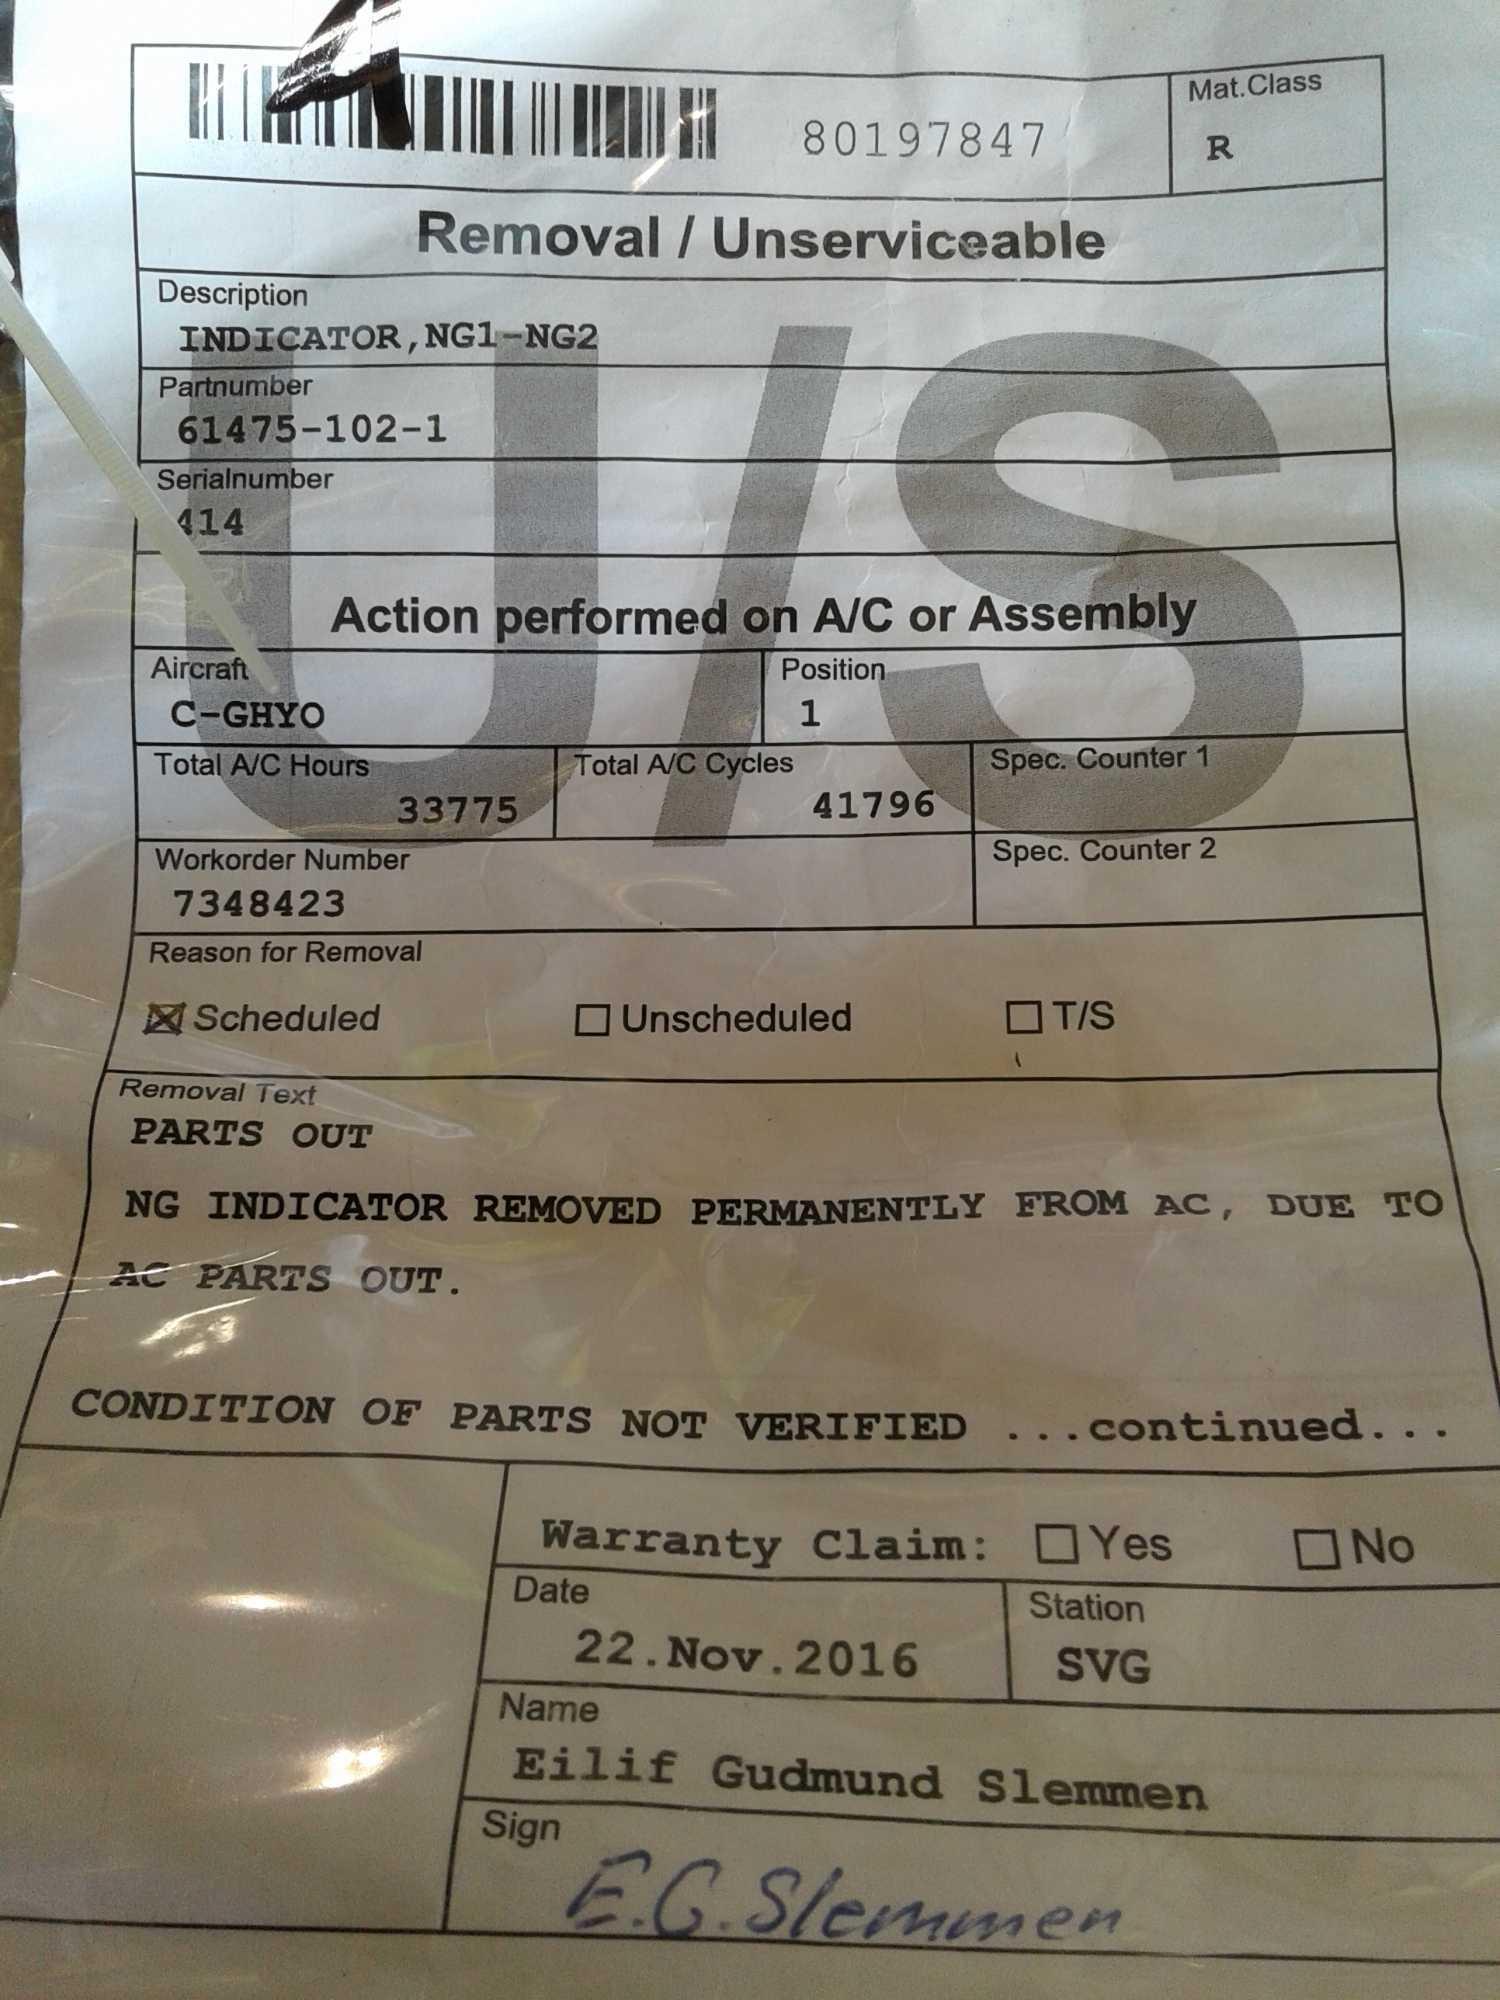 80197847
Mat.Class
R
Removal / Unserviceable
Description
INDICATOR,NG1-NG2
Partnumber
61475-102-1
Serialnumber
414
U/S
Action performed on A/C or Assembly
Aircraft
C-GHYO
Position
1
Total A/C Hours
33775
Total A/C Cycles
41796
Spec. Counter 1
Workorder Number
7348423
Spec. Counter 2
Reason for Removal
Scheduled
Unscheduled
T/S
Removal Text
PARTS OUT
NG INDICATOR REMOVED PERMANENTLY FROM AC, DUE TO
AC PARTS OUT.
CONDITION OF PARTS NOT VERIFIED ...continued...
Warranty Claim: Yes No
Date
22.Nov.2016
Station
SVG
Name
Eilif Gudmund Slemmen
Sign
E.G.Slemmen